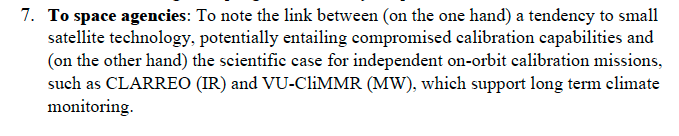 7. To space agencies: To note the link between (on the one hand) a tendency to small
satellite technology, potentially entailing compromised calibration capabilities and
(on the other hand) the scientific case for independent on-orbit calibration missions,
such as CLARREO (IR) and VU-CliMMR (MW), which support long term climate
monitoring.